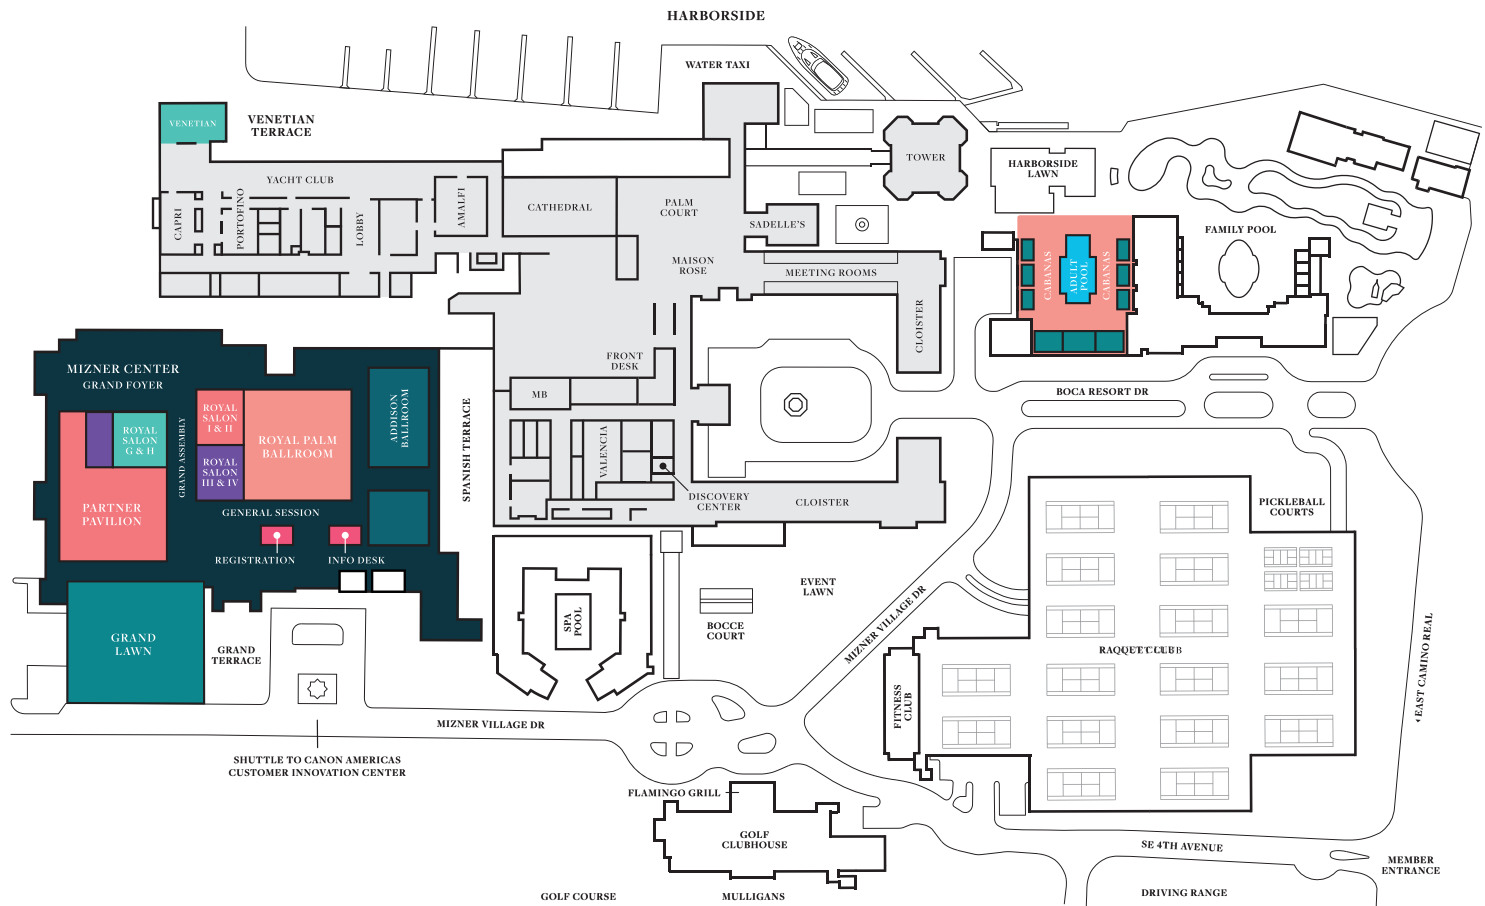 HARBORSIDE
WATER TAXI
VENETIAN
VENETIAN
TERRACE
TOWER
HARBORSIDE
LAWN
YACHT CLUB
CAPRI
PORTOFINO
LOBBY
AMALFI
CATHEDRAL
PALM
COURT
SADELLE'S
FAMILY POOL
MAISON
ROSE
MEETING ROOMS
CABANAS
ADULT
POOL
CABANAS
CLOISTER
MIZNER CENTER
GRAND FOYER
FRONT
DESK
MB
BOCA RESORT DR
ROYAL
SALON
I & II
ROYAL
SALON
G & H
GRAND ASSEMBLY
ROYAL PALM
BALLROOM
ADDISON
BALLROOM
SPANISH TERRACE
VALENCIA
ROYAL
SALON
III & IV
PARTNER
PAVILION
GENERAL SESSION
DISCOVERY
CENTER
CLOISTER
PICKLEBALL
COURTS
REGISTRATION
INFO DESK
EVENT
LAWN
SPA
POOL
BOCCE
COURT
MIZNER VILLAGE DR
GRAND
LAWN
GRAND
TERRACE
EAST CAMINO REAL
FITNESS
CLUB
MIZNER VILLAGE DR
SHUTTLE TO CANON AMERICAS
CUSTOMER INNOVATION CENTER
FLAMINGO GRILL
GOLF
CLUBHOUSE
SE 4TH AVENUE
MEMBER
ENTRANCE
GOLF COURSE
MULLIGANS
DRIVING RANGE